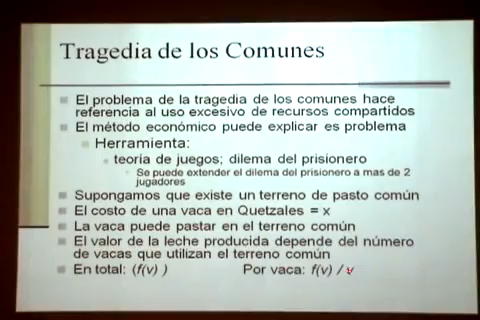 Tragedia de los Comunes
El problema de la tragedia de los comunes hace
referencia al uso excesivo de recursos compartidos
El método económico puede explicar es problema
Herramienta:
teoría de juegos; dilema del prisionero
Se puede extender el dilema del prisionero a mas de 2
jugadores
Supongamos que existe un terreno de pasto común
El costo de una vaca en Quetzales = x
La vaca puede pastar en el terreno común
El valor de la leche producida depende del número
de vacas que utilizan el terreno común
En total: (f(v) ) Por vaca: f(v) / v